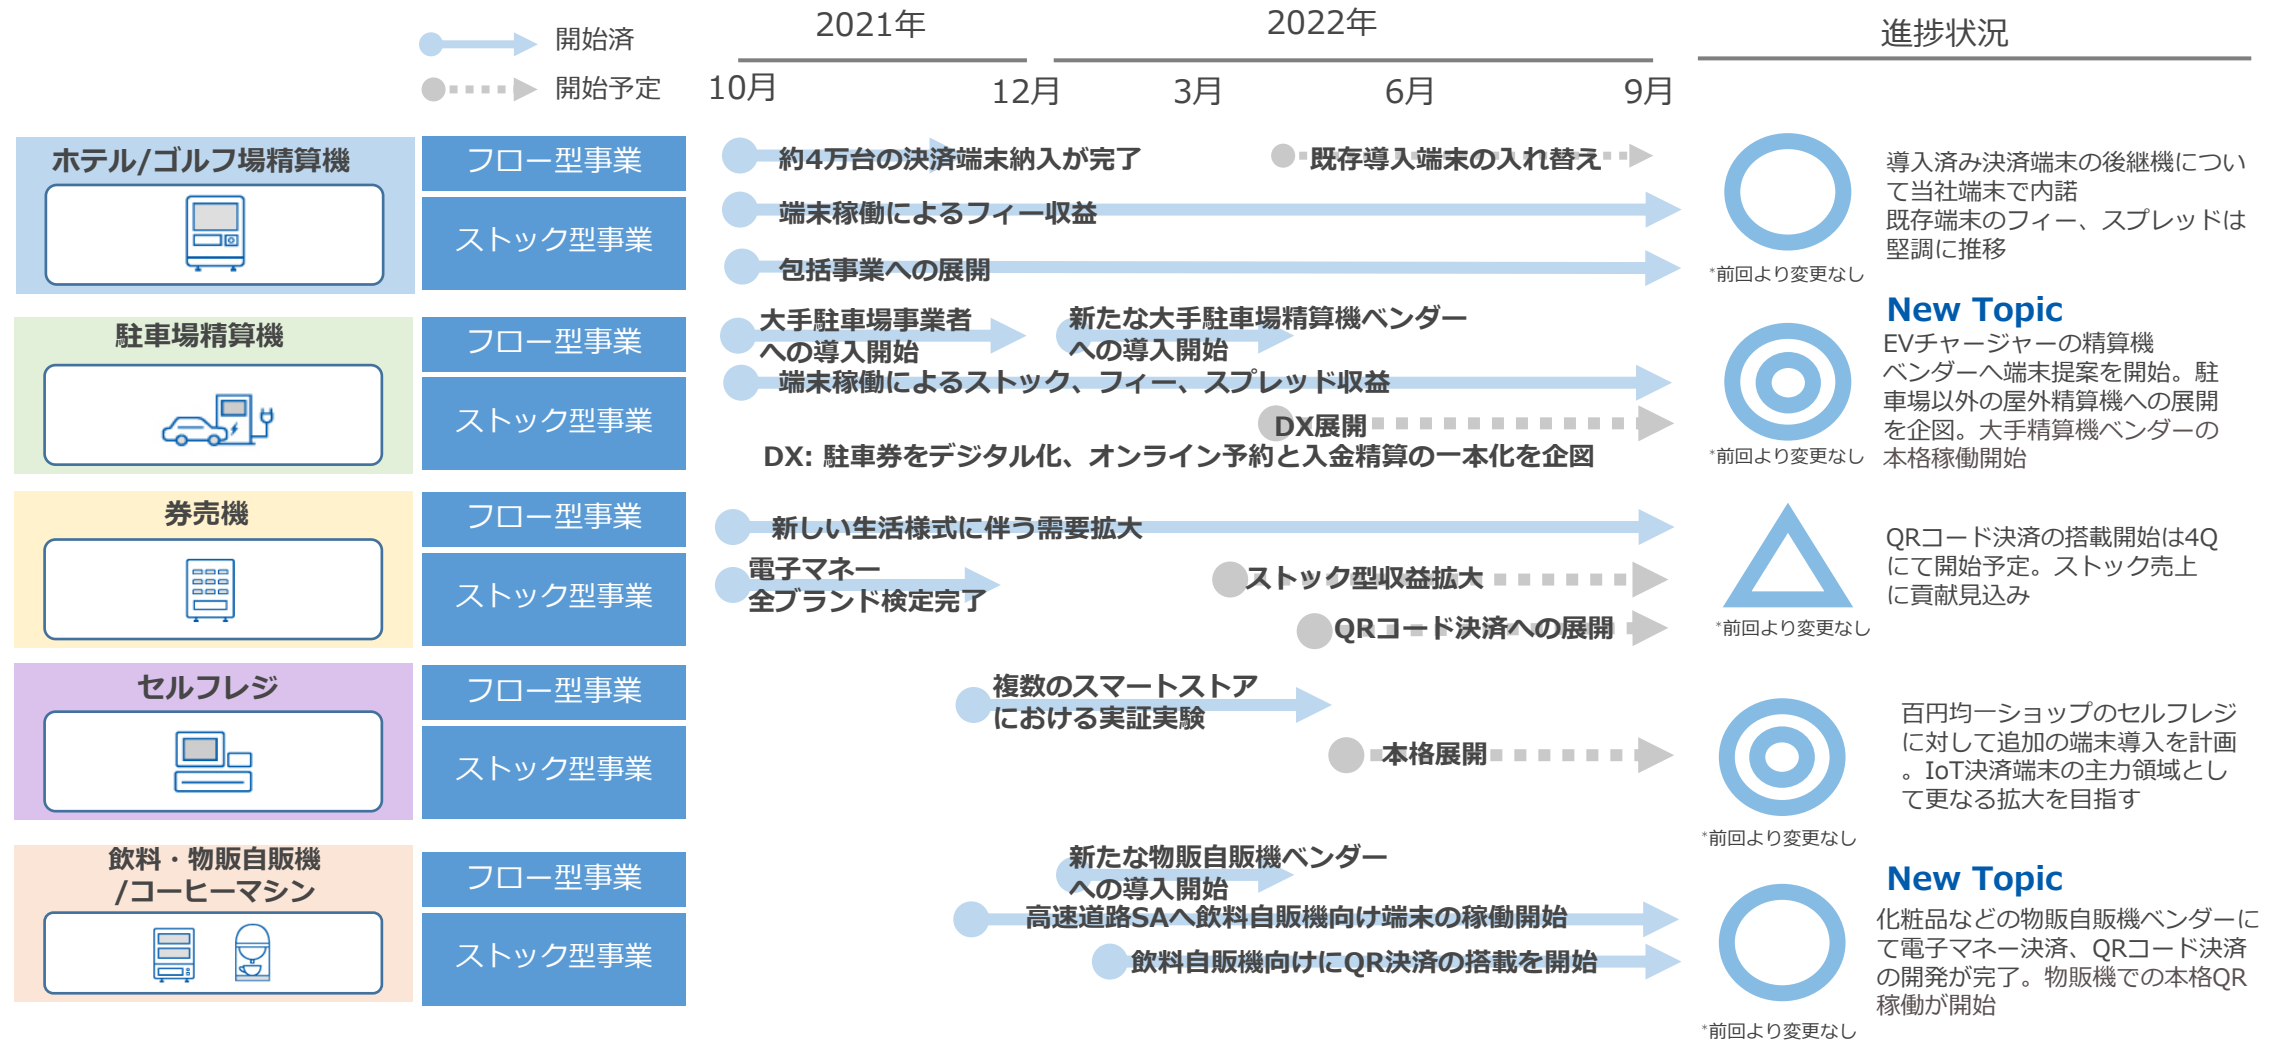 開始済
開始予定
2021年
2022年
進捗状況
10月
12月
3月
6月
9月
ホテル/ゴルフ場精算機
フロー型事業
ストック型事業
約4万台の決済端末納入が完了
既存導入端末の入れ替え
端末稼働によるフィー収益
包括事業への展開
*前回より変更なし
導入済み決済端末の後継機につい
て当社端末で内諾
既存端末のフィー、スプレッドは
堅調に推移
駐車場精算機
フロー型事業
ストック型事業
大手駐車場事業者
への導入開始
新たな大手駐車場精算機ベンダー
への導入開始
端末稼働によるストック、フィー、スプレッド収益
DX展開
DX: 駐車券をデジタル化、オンライン予約と入金精算の一本化を企図
*前回より変更なし
New Topic
EVチャージャーの精算機
ベンダーへ端末提案を開始。駐
車場以外の屋外精算機への展開
を企図。大手精算機ベンダーの
本格稼働開始
券売機
フロー型事業
ストック型事業
新しい生活様式に伴う需要拡大
電子マネー
全ブランド検定完了
ストック型収益拡大
QRコード決済への展開
*前回より変更なし
QRコード決済の搭載開始は4Q
にて開始予定。ストック売上
に貢献見込み
セルフレジ
フロー型事業
ストック型事業
複数のスマートストア
における実証実験
本格展開
*前回より変更なし
百円均一ショップのセルフレジ
に対して追加の端末導入を計画
。IoT決済端末の主力領域とし
て更なる拡大を目指す
飲料・物販自販機
/コーヒーマシン
フロー型事業
ストック型事業
新たな物販自販機ベンダー
への導入開始
高速道路SAへ飲料自販機向け端末の稼働開始
飲料自販機向けにQR決済の搭載を開始
*前回より変更なし
New Topic
化粧品などの物販自販機ベンダーに
て電子マネー決済、QRコード決済
の開発が完了。物販機での本格QR
稼働が開始